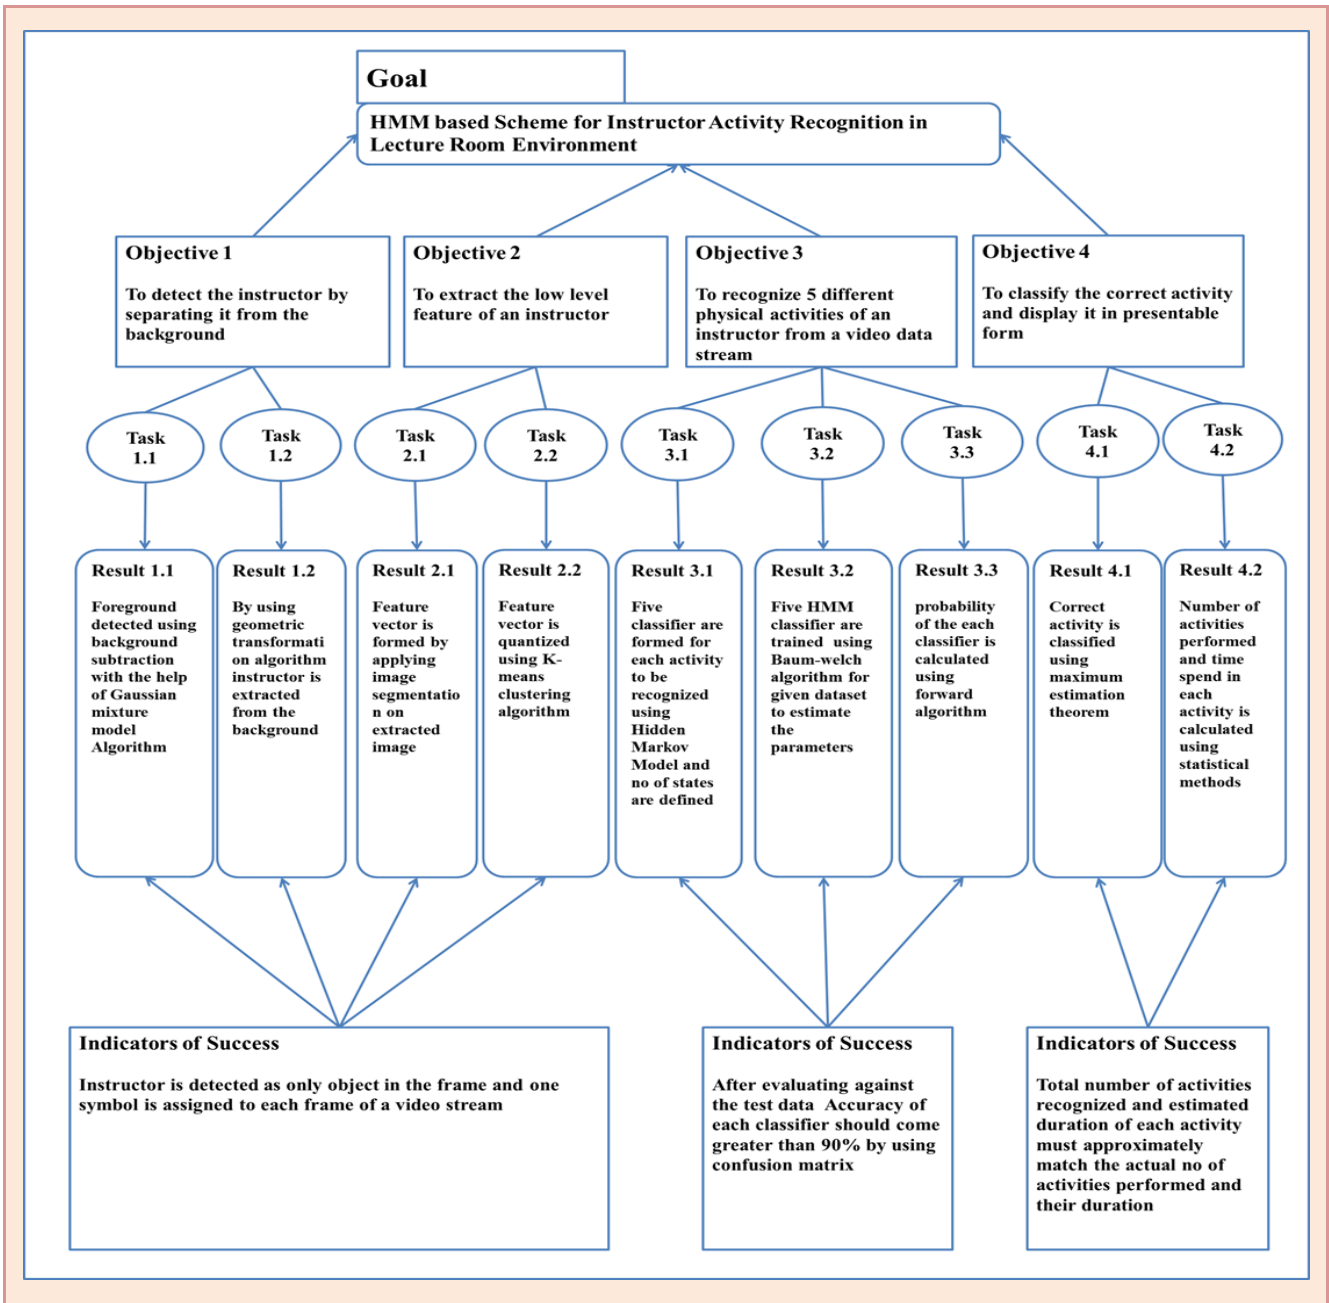 Goal
HMM based Scheme for Instructor Activity Recognition in
Lecture Room Environment
Objective 1
To detect the instructor by
separating it from the
background
Objective 2
To extract the low level
feature of an instructor
Objective 3
To recognize 5 different
physical activities of an
instructor from a video data
stream
Objective 4
To classify the correct activity
and display it in presentable
form
Task
1.1
Task
1.2
Task
2.1
Task
2.2
Task
3.1
Task
3.2
Task
3.3
Task
4.1
Task
4.2
Result 1.1
Foreground
detected using
background
subtraction
with the help
of Gaussian
mixture
model
Algorithm
Result 1.2
By using
geometric
transformati
on algorithm
instructor is
extracted
from the
background
Result 2.1
Feature
vector is
formed by
applying
image
segmentatio
n on
extracted
image
Result 2.2
Feature
vector is
quantized
using K-
means
clustering
algorithm
Result 3.1
Five
classifier are
formed for
each activity
to be
recognized
using
Hidden
Markov
Model and
no of states
are defined
Result 3.2
Five HMM
classifier are
trained using
Baum-welch
algorithm for
given dataset
to estimate
the
parameters
Result 3.3
probability
of the each
classifier is
calculated
using
forward
algorithm
Result 4.1
Correct
activity is
classified
using
maximum
estimation
theorem
Result 4.2
Number of
activities
performed
and time
spend in
each
activity is
calculated
using
statistical
methods
Indicators of Success
Instructor is detected as only object in the frame and one
symbol is assigned to each frame of a video stream
Indicators of Success
After evaluating against
the test data Accuracy of
each classifier should come
greater than 90% by using
confusion matrix
Indicators of Success
Total number of activities
recognized and estimated
duration of each activity
must approximately
match the actual no of
activities performed and
their duration